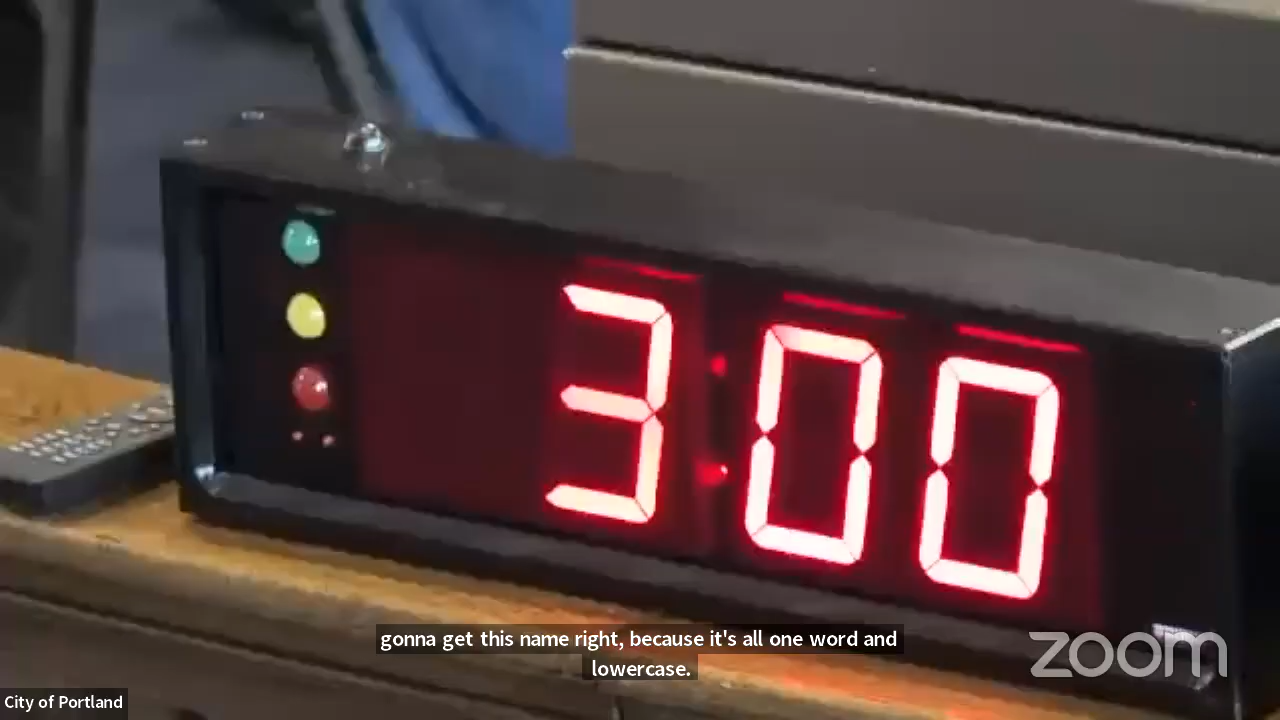 3:00
gonna get this name right, because it's all one word and
lowercase.
zoom
City of Portland